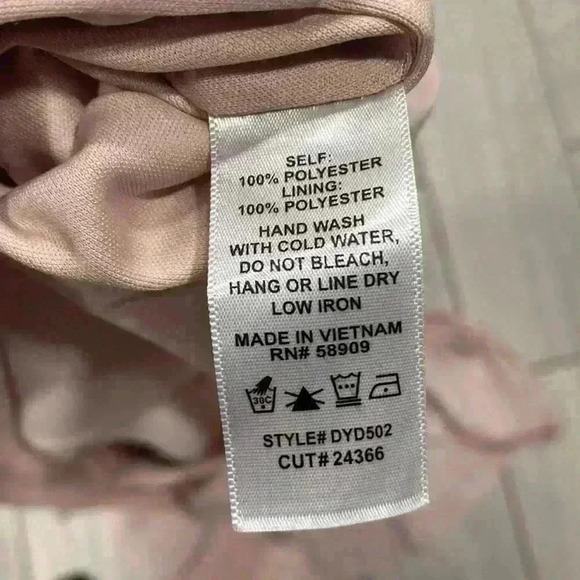 SELF:
100% POLYESTER
LINING:
100% POLYESTER
HAND WASH
WITH COLD WATER,
DO NOT BLEACH,
HANG OR LINE DRY
LOW IRON
MADE IN VIETNAM
RN# 58909
30C
STYLE# DYD502
CUT# 24366